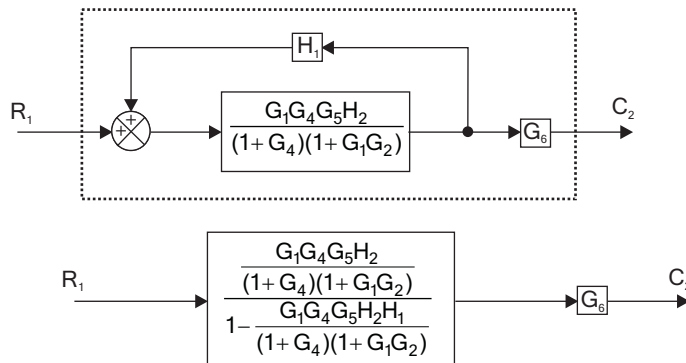 H₁
R₁
+
+
G₁G₄G₅H₂
(1+G₄)(1+G₁G₂)
G₆
C₂
R₁
G₁G₄G₅H₂
(1+G₄)(1+G₁G₂)
1−
G₁G₄G₅H₂H₁
(1+G₄)(1+G₁G₂)
G₆
C₂